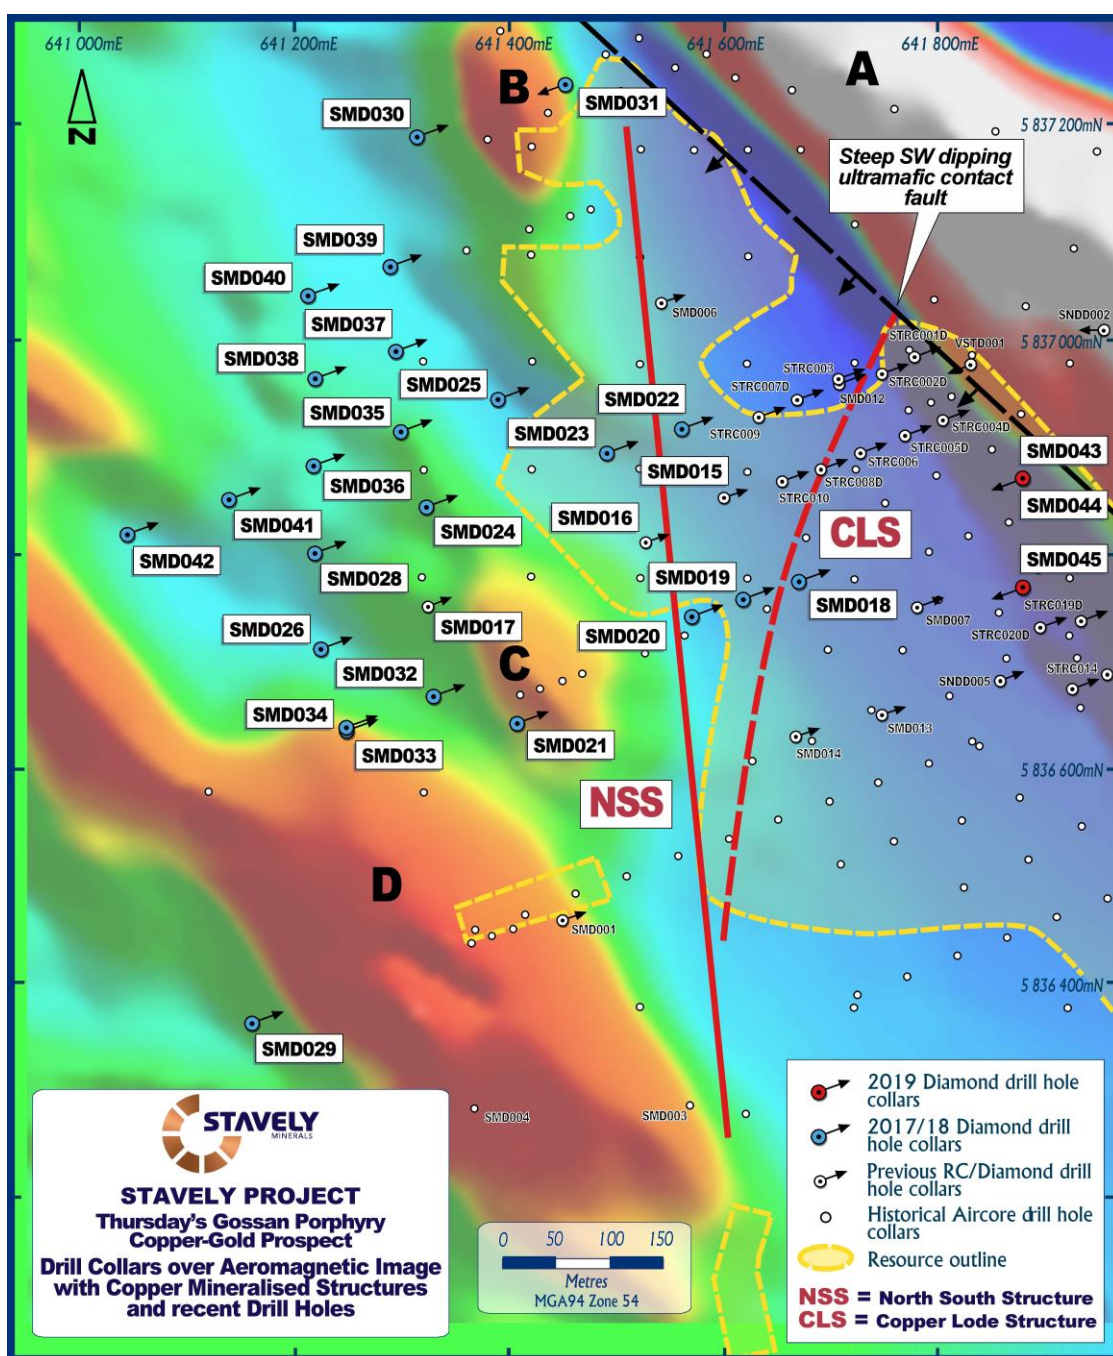 641 000mE
641 200mE
641 400mE
641 600mE
641 800mE
A
B
SMD031
SMD030
N
5 837 200mN
Steep SW dipping
ultramafic contact
fault
SMD039
SMD040
SMD006
SNDD002
SMD037
STRC001D
5 837 000mN
VSTD001
SMD038
STRC003
STRC002D
SMD025
STRC007D
SMD012
SMD022
SMD035
SMD023
STRC009
STRC004D
STRC005D
SMD043
SMD015
STRC006
SMD036
STRC008D
STRC010
SMD044
SMD016
SMD041
SMD024
CLS
SMD042
SMD045
SMD028
SMD019
SMD018
STRC019D
SMD017
SMD007
SMD026
SMD020
STRC020D
C
SMD032
STRC014
SNDD005
SMD034
SMD021
SMD013
SMD033
SMD014
5 836 600mN
NSS
D
SMD001
5 836 400mN
SMD029
SMD004
SMD003
STAVELY
MINERALS
STAVELY PROJECT
Thursday's Gossan Porphyry
Copper-Gold Prospect
Drill Collars over Aeromagnetic Image
with Copper Mineralised Structures
and recent Drill Holes
0 50 100 150
Metres
MGA94 Zone 54
2019 Diamond drill hole
collars
2017/18 Diamond drill
hole collars
Previous RC/Diamond drill
hole collars
Historical Aircore drill hole
collars
Resource outline
NSS = North South Structure
CLS = Copper Lode Structure